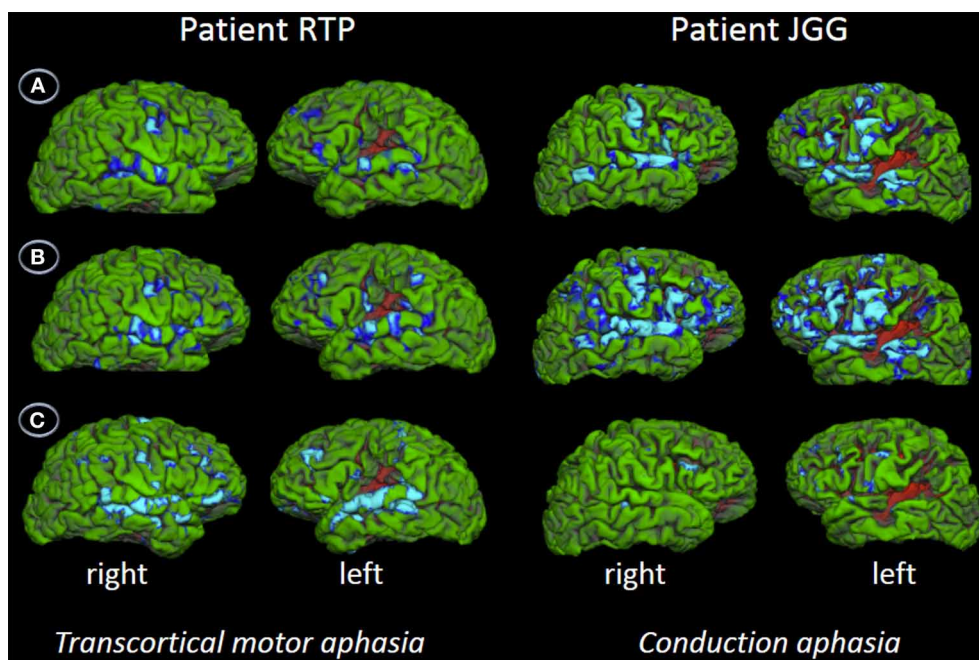 Patient RTP Patient JGG
A
B
C
right left right left
Transcortical motor aphasia Conduction aphasia